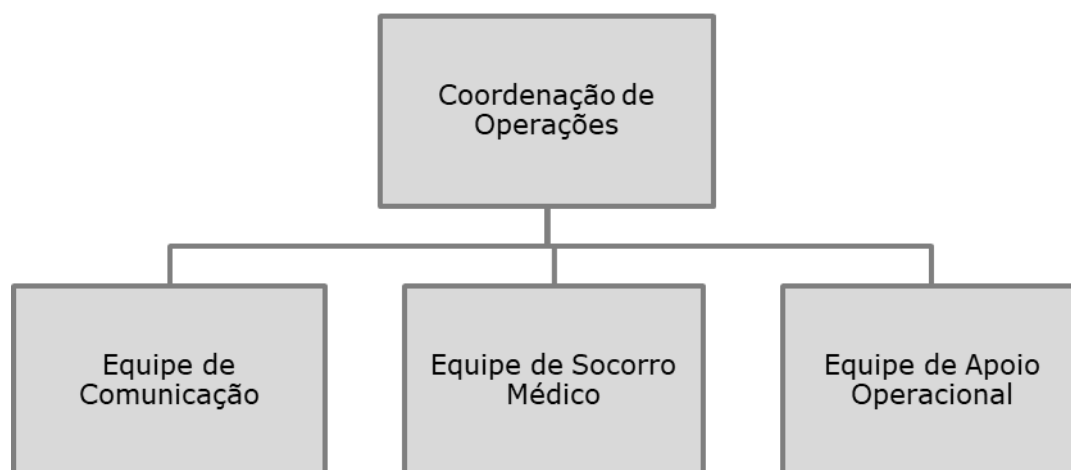 Coordenação de
Operações
Equipe de
Comunicação
Equipe de Socorro
Médico
Equipe de Apoio
Operacional